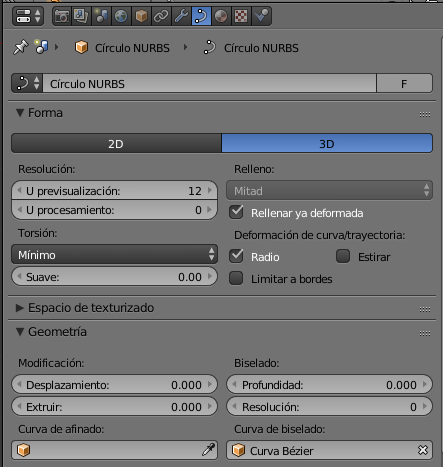 Círculo NURBS Círculo NURBS
Círculo NURBS F
Forma
2D 3D
Resolución: Relleno:
U previsualización: 12 Mitad
U procesamiento: 0 Rellenar ya deformada
Torsión: Deformación de curva/trayectoria:
Mínimo Radio Estirar
Suave: 0.00 Limitar a bordes
Espacio de texturizado
Geometría
Modificación: Biselado:
Desplazamiento: 0.000 Profundidad: 0.000
Extruir: 0.000 Resolución: 0
Curva de afinado: Curva de biselado:
Curva Bézier